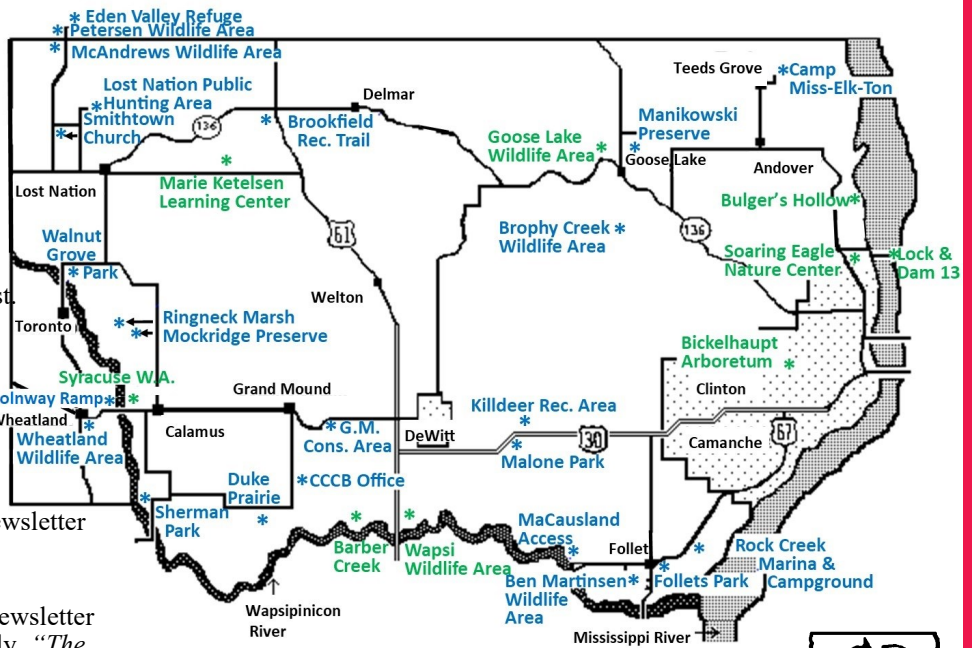 * Eden Valley Refuge
* Petersen Wildlife Area
* McAndrews Wildlife Area
Lost Nation Public
* Hunting Area
Smithtown
* Church
136
Delmar
* Brookfield
Rec. Trail
Teeds Grove
* Camp
Miss-Elk-Ton
Manikowski
Preserve
*
Goose Lake
Wildlife Area *
Goose Lake
Andover
Lost Nation
*
Marie Ketelsen
Learning Center
Bulger's Hollow *
61
Brophy Creek *
Wildlife Area
136
Soaring Eagle
Nature Center *
* Lock &
Dam 13
Walnut
Grove
* Park
st.
Welton
Toronto
* Ringneck Marsh
* Mockridge Preserve
Bickelhaupt
Arboretum *
Syracuse W.A.
olnway Ramp * *
Wheatland
Grand Mound
Clinton
Killdeer Rec. Area
*
* Wheatland
Wildlife Area
Calamus
* G.M.
Cons. Area
DeWitt
30
* Malone Park
Camanche
67
Duke
Prairie
*
* CCCB Office
* Sherman
Park
ewsletter
* Barber
Creek
* Wapsi
Wildlife Area
MaCausland
Access *
Follet
* Rock Creek
Marina &
Campground
Ben Martinsen *
Wildlife
Area
* Follets Park
Wapsipinicon
River
ewsletter
Mississippi River
ly, “The